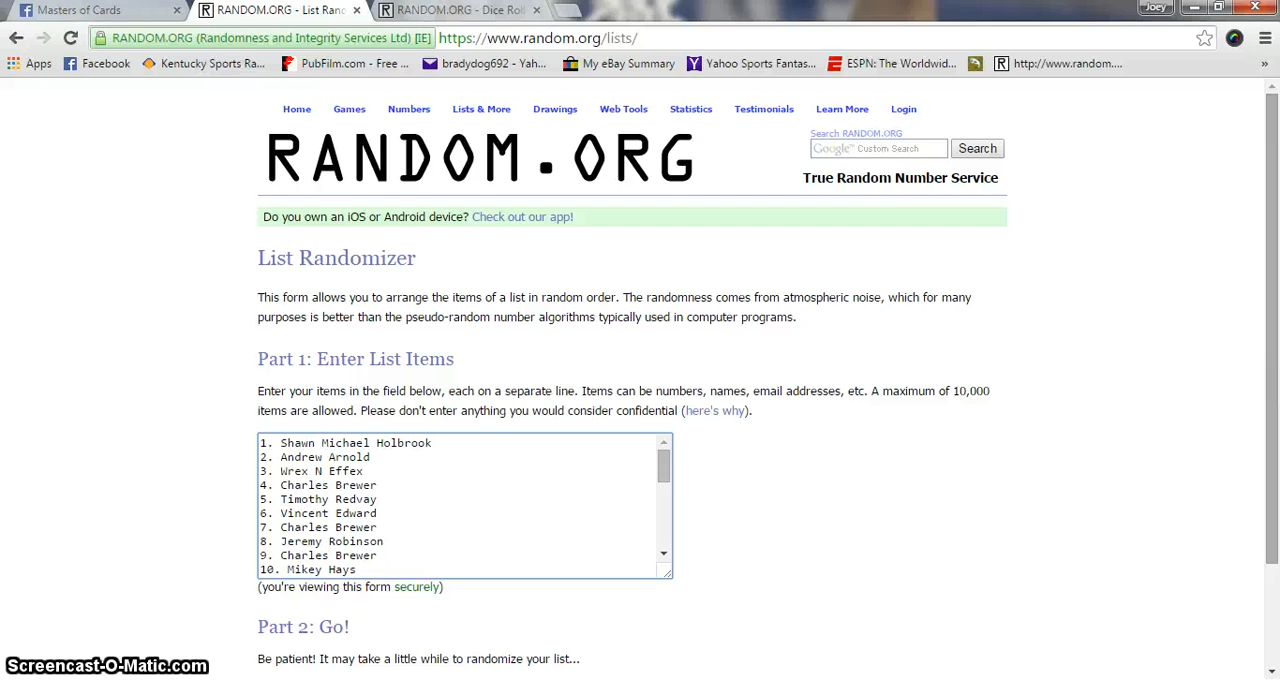 Masters of Cards
RANDOM.ORG - List Rand
RANDOM.ORG - Dice Roll
Joey
RANDOM.ORG (Randomness and Integrity Services Ltd) [IE]
https://www.random.org/lists/
Apps
Facebook
Kentucky Sports Ra...
PubFilm.com - Free ...
bradydog692 - Yah...
My eBay Summary
Yahoo Sports Fantas...
ESPN: The Worldwid...
http://www.random....
»
Home Games Numbers Lists & More Drawings Web Tools Statistics Testimonials Learn More Login
RANDOM.ORG
Search RANDOM.ORG
Google™ Custom Search
Search
True Random Number Service
Do you own an iOS or Android device? Check out our app!
List Randomizer
This form allows you to arrange the items of a list in random order. The randomness comes from atmospheric noise, which for many
purposes is better than the pseudo-random number algorithms typically used in computer programs.
Part 1: Enter List Items
Enter your items in the field below, each on a separate line. Items can be numbers, names, email addresses, etc. A maximum of 10,000
items are allowed. Please don't enter anything you would consider confidential (here's why).
1. Shawn Michael Holbrook
2. Andrew Arnold
3. Wrex N Effex
4. Charles Brewer
5. Timothy Redvay
6. Vincent Edward
7. Charles Brewer
8. Jeremy Robinson
9. Charles Brewer
10. Mikey Hays
(you're viewing this form securely)
Part 2: Go!
Be patient! It may take a little while to randomize your list...
Screencast-O-Matic.com